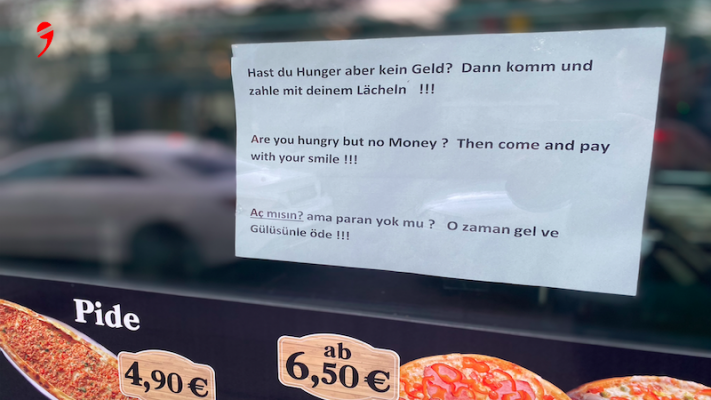 Hast du Hunger aber kein Geld? Dann komm und
zahle mit deinem Lächeln !!!
Are you hungry but no Money ? Then come and pay
with your smile !!!
Aç mısın? ama paran yok mu ? O zaman gel ve
Gülüsünle öde !!!
Pide
4,90 €
ab
6,50 €